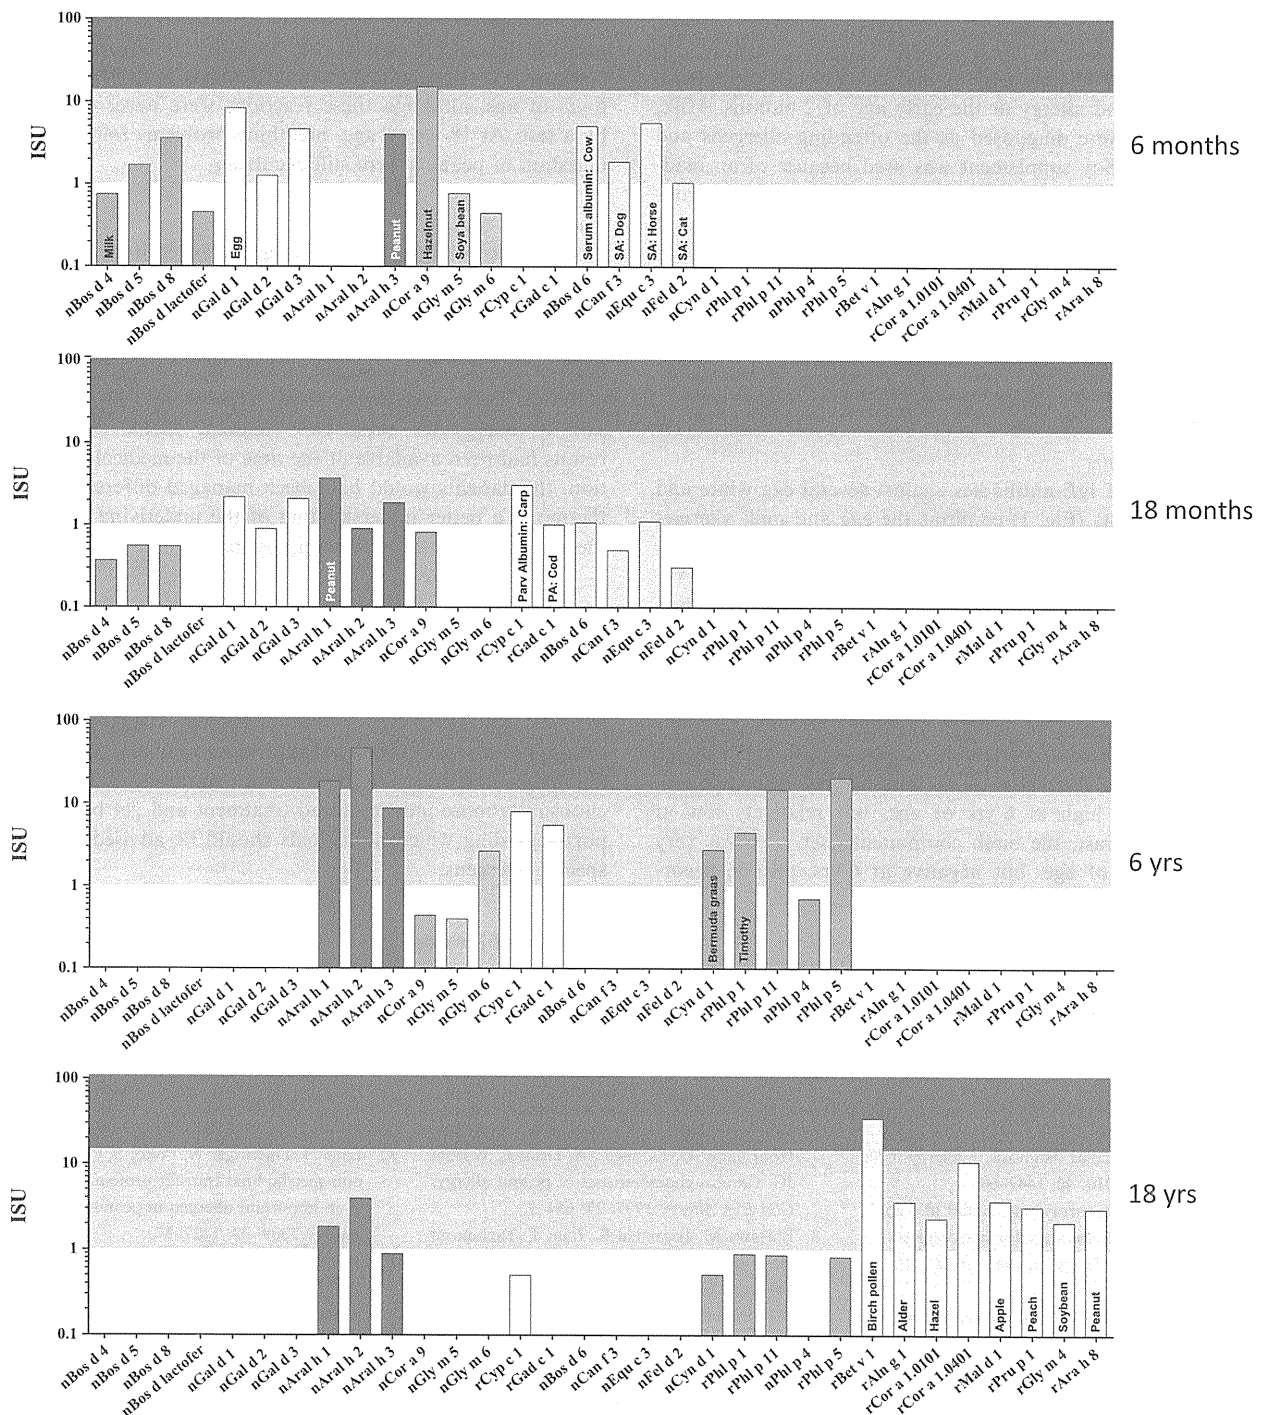 100
10
1
0.1
ISU
6 months
Milk
Egg
Peanut
Hazelnut
Soya bean
Serum albumin: Cow
SA: Dog
SA: Horse
SA: Cat
nBos d 4
nBos d 5
nBos d 8
nBos d lactofer
nGal d 1
nGal d 2
nGal d 3
nAraI h 1
nAraI h 2
nAraI h 3
nCor a 9
nGly m 5
nGly m 6
rCyp c 1
rGad c 1
nBos d 6
nCan f 3
nEqu c 3
nFel d 2
nCyn d 1
rPhl p 1
rPhl p 11
nPhl p 4
rPhl p 5
rBet v 1
rAln g 1
rCor a 1.0101
rCor a 1.0401
rMal d 1
rPru p 1
rGly m 4
rAra h 8
100
10
1
0.1
ISU
18 months
Peanut
Parv Albumin: Carp
PA: Cod
nBos d 4
nBos d 5
nBos d 8
nBos d lactofer
nGal d 1
nGal d 2
nGal d 3
nAraI h 1
nAraI h 2
nAraI h 3
nCor a 9
nGly m 5
nGly m 6
rCyp c 1
rGad c 1
nBos d 6
nCan f 3
nEqu c 3
nFel d 2
nCyn d 1
rPhl p 1
rPhl p 11
nPhl p 4
rPhl p 5
rBet v 1
rAln g 1
rCor a 1.0101
rCor a 1.0401
rMal d 1
rPru p 1
rGly m 4
rAra h 8
100
10
1
0.1
ISU
6 yrs
Bermuda graas
Timothy
nBos d 4
nBos d 5
nBos d 8
nBos d lactofer
nGal d 1
nGal d 2
nGal d 3
nAraI h 1
nAraI h 2
nAraI h 3
nCor a 9
nGly m 5
nGly m 6
rCyp c 1
rGad c 1
nBos d 6
nCan f 3
nEqu c 3
nFel d 2
nCyn d 1
rPhl p 1
rPhl p 11
nPhl p 4
rPhl p 5
rBet v 1
rAln g 1
rCor a 1.0101
rCor a 1.0401
rMal d 1
rPru p 1
rGly m 4
rAra h 8
100
10
1
0.1
ISU
18 yrs
Birch pollen
Alder
Hazel
Apple
Peach
Soybean
Peanut
nBos d 4
nBos d 5
nBos d 8
nBos d lactofer
nGal d 1
nGal d 2
nGal d 3
nAraI h 1
nAraI h 2
nAraI h 3
nCor a 9
nGly m 5
nGly m 6
rCyp c 1
rGad c 1
nBos d 6
nCan f 3
nEqu c 3
nFel d 2
nCyn d 1
rPhl p 1
rPhl p 11
nPhl p 4
rPhl p 5
rBet v 1
rAln g 1
rCor a 1.0101
rCor a 1.0401
rMal d 1
rPru p 1
rGly m 4
rAra h 8